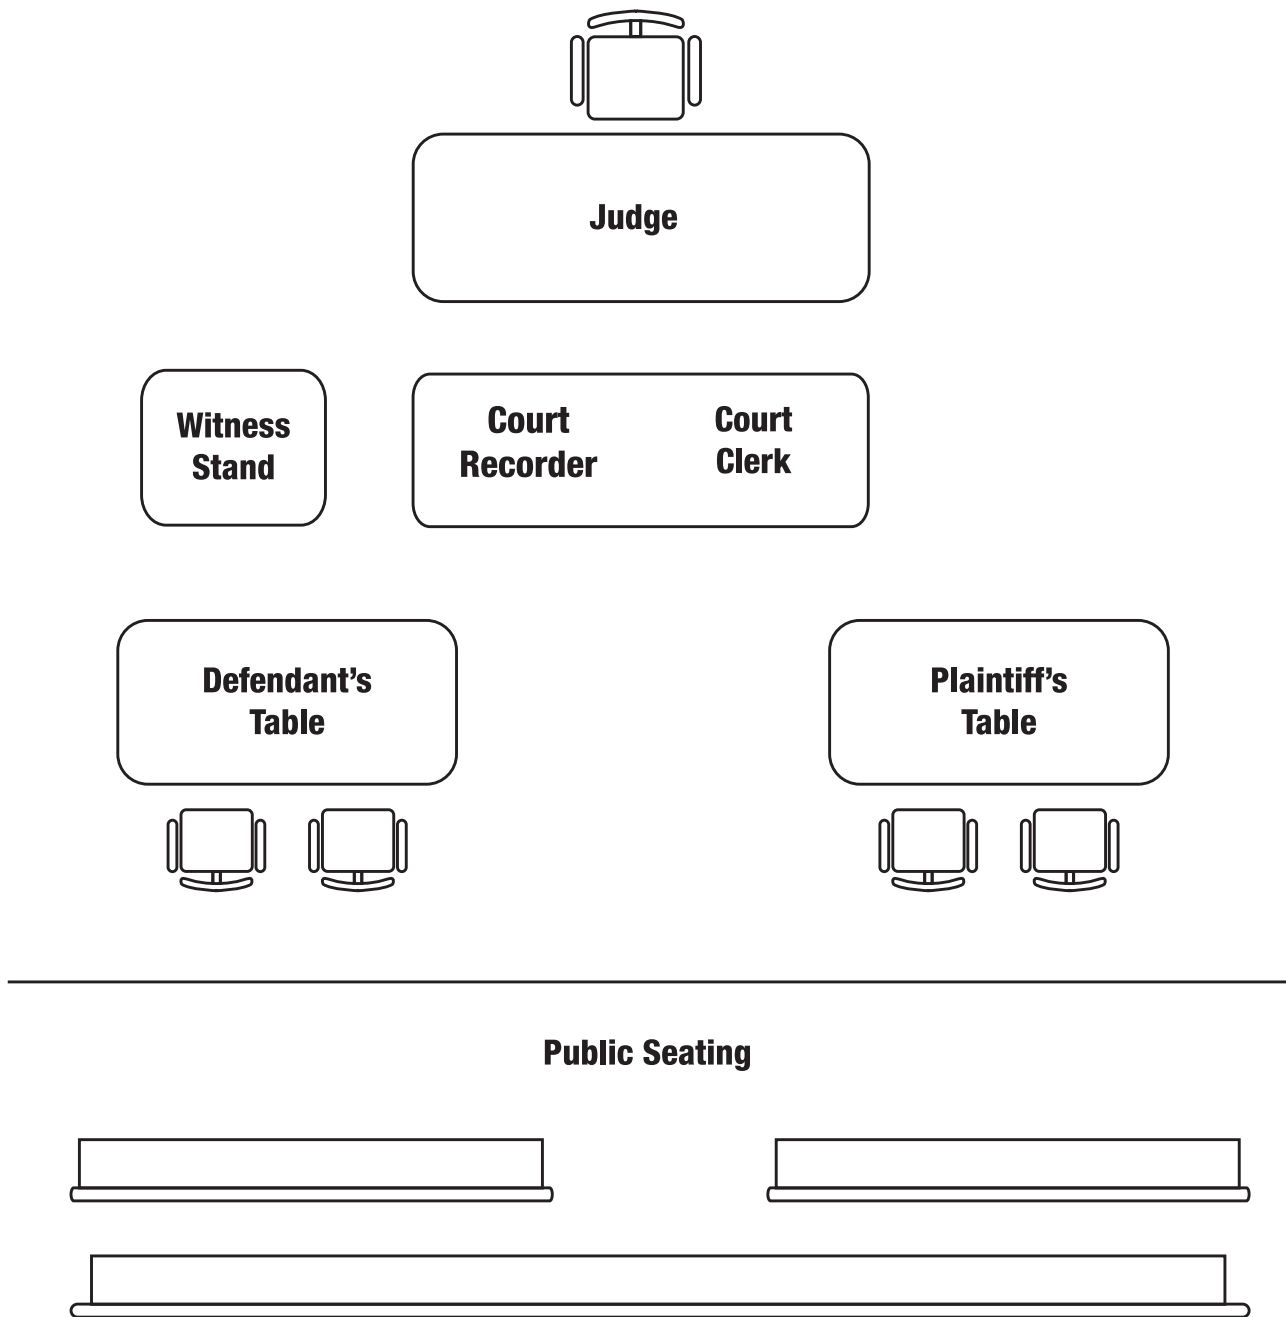 Judge
Witness
Stand
Court
Recorder
Court
Clerk
Defendant’s
Table
Plaintiff’s
Table
Public Seating